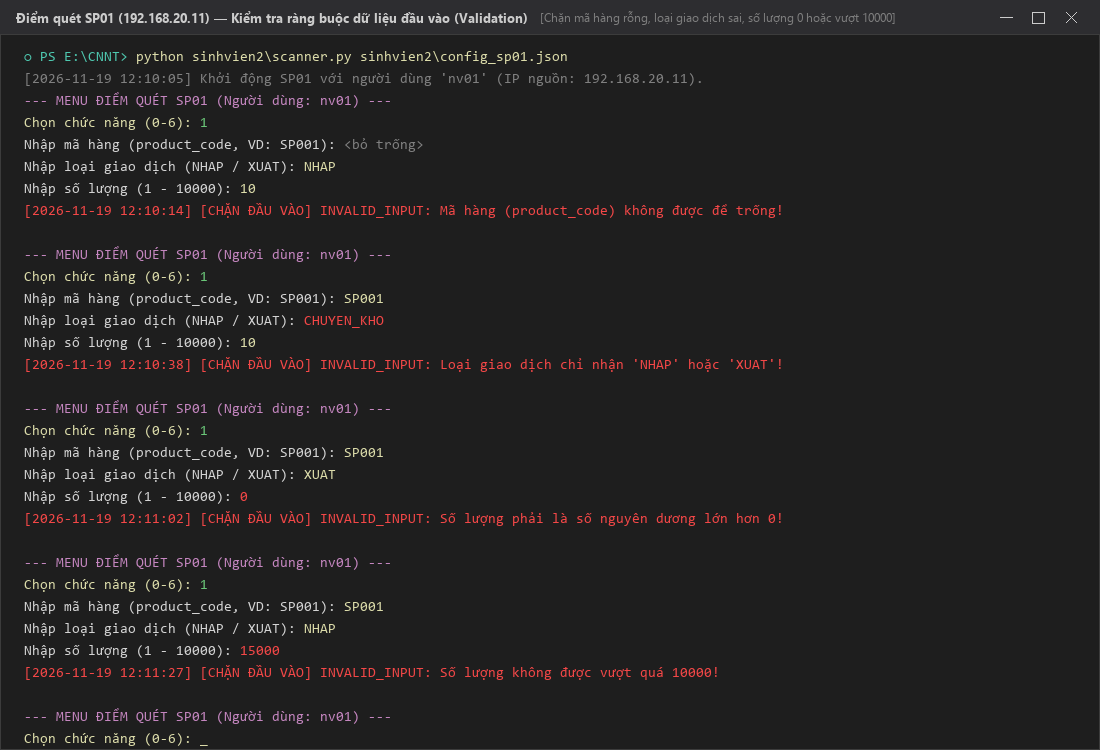 Điểm quét SP01 (192.168.20.11) — Kiểm tra ràng buộc dữ liệu đầu vào (Validation) [Chặn mã hàng rỗng, loại giao dịch sai, số lượng 0 hoặc vượt 10000]
o PS E:\CNNT> python sinhvien2\scanner.py sinhvien2\config_sp01.json
[2026-11-19 12:10:05] Khởi động SP01 với người dùng 'nv01' (IP nguồn: 192.168.20.11).
--- MENU ĐIỂM QUÉT SP01 (Người dùng: nv01) ---
Chọn chức năng (0-6): 1
Nhập mã hàng (product_code, VD: SP001): <bỏ trống>
Nhập loại giao dịch (NHAP / XUAT): NHAP
Nhập số lượng (1 - 10000): 10
[2026-11-19 12:10:14] [CHẶN ĐẦU VÀO] INVALID_INPUT: Mã hàng (product_code) không được để trống!
--- MENU ĐIỂM QUÉT SP01 (Người dùng: nv01) ---
Chọn chức năng (0-6): 1
Nhập mã hàng (product_code, VD: SP001): SP001
Nhập loại giao dịch (NHAP / XUAT): CHUYEN_KHO
Nhập số lượng (1 - 10000): 10
[2026-11-19 12:10:38] [CHẶN ĐẦU VÀO] INVALID_INPUT: Loại giao dịch chỉ nhận 'NHAP' hoặc 'XUAT'!
--- MENU ĐIỂM QUÉT SP01 (Người dùng: nv01) ---
Chọn chức năng (0-6): 1
Nhập mã hàng (product_code, VD: SP001): SP001
Nhập loại giao dịch (NHAP / XUAT): XUAT
Nhập số lượng (1 - 10000): 0
[2026-11-19 12:11:02] [CHẶN ĐẦU VÀO] INVALID_INPUT: Số lượng phải là số nguyên dương lớn hơn 0!
--- MENU ĐIỂM QUÉT SP01 (Người dùng: nv01) ---
Chọn chức năng (0-6): 1
Nhập mã hàng (product_code, VD: SP001): SP001
Nhập loại giao dịch (NHAP / XUAT): NHAP
Nhập số lượng (1 - 10000): 15000
[2026-11-19 12:11:27] [CHẶN ĐẦU VÀO] INVALID_INPUT: Số lượng không được vượt quá 10000!
--- MENU ĐIỂM QUÉT SP01 (Người dùng: nv01) ---
Chọn chức năng (0-6): _